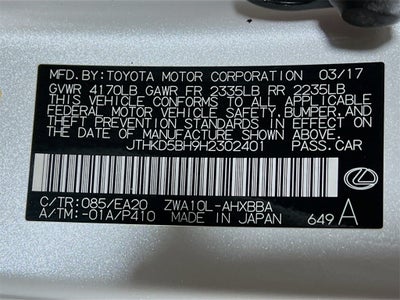 MFD. BY: TOYOTA MOTOR CORPORATION 03/17
GVWR 4170LB GAWR FR 2335LB RR 2235LB
THIS VEHICLE CONFORMS TO ALL APPLICABLE
FEDERAL MOTOR VEHICLE SAFETY, BUMPER, AND
THEFT PREVENTION STANDARDS IN EFFECT ON
THE DATE OF MANUFACTURE SHOWN ABOVE.
JTHKD5BH9H2302401 PASS.CAR
C/TR: 085/EA20 ZWA10L-AHXBBA
A/TM: -01A/P410 MADE IN JAPAN 649 A